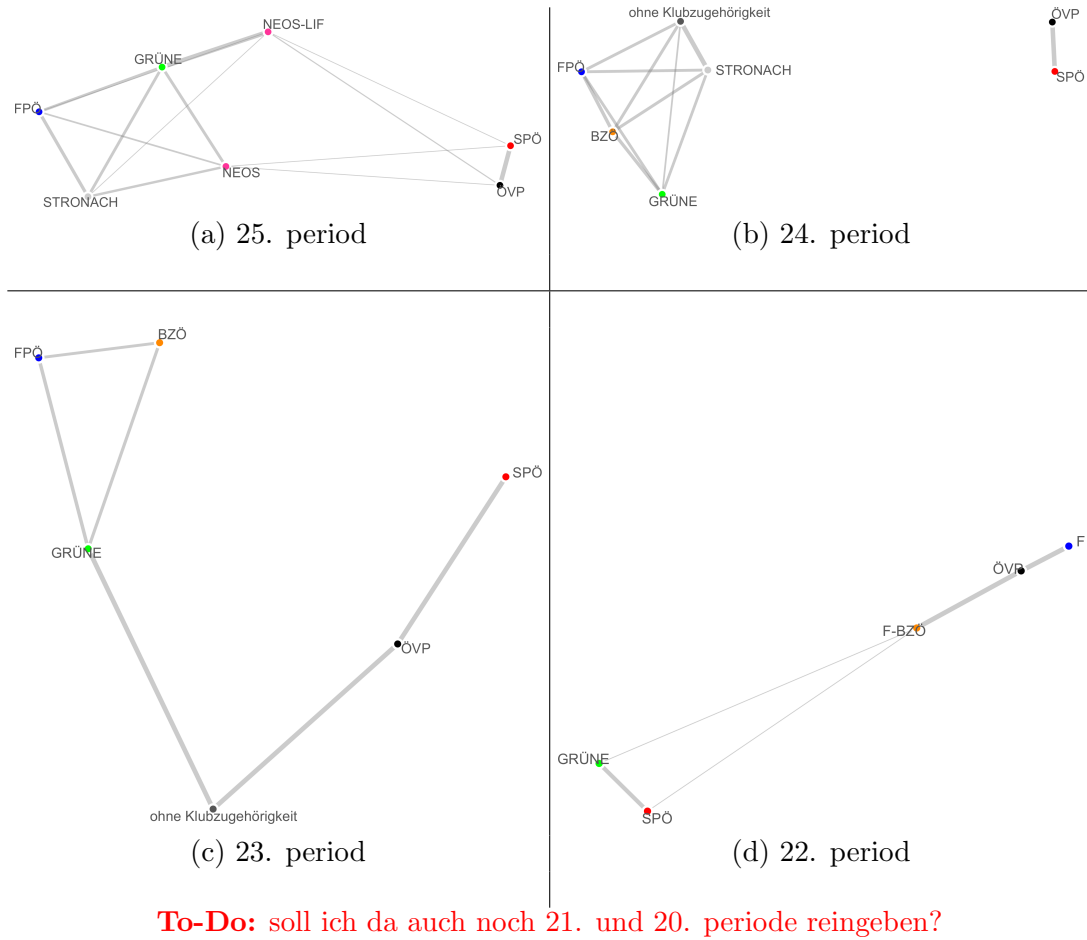 NEOS-LIF
GRÜNE
FPÖ
SPÖ
NEOS
ÖVP
STRONACH
(a) 25. period
ohne Klubzugehörigkeit
ÖVP
FPÖ
STRONACH
SPÖ
BZÖ
GRÜNE
(b) 24. period
BZÖ
FPÖ
SPÖ
GRÜNE
ÖVP
ohne Klubzugehörigkeit
(c) 23. period
F
ÖVP
F-BZÖ
GRÜNE
SPÖ
(d) 22. period
To-Do: soll ich da auch noch 21. und 20. periode reingeben?